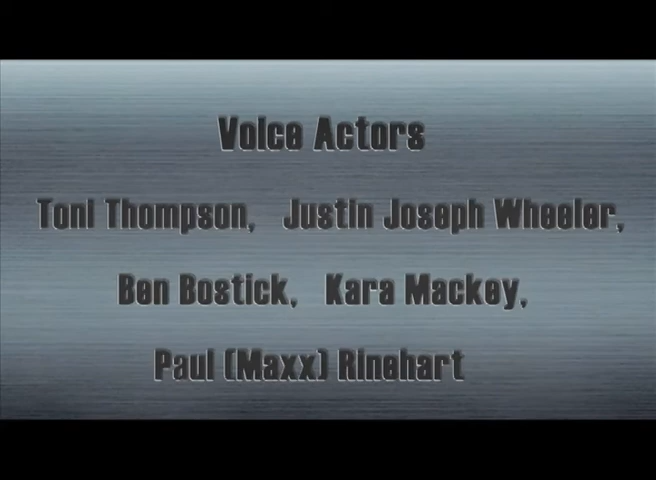 Voice Actors
Toni Thompson, Justin Joseph Wheeler,
Ben Bostick, Kara Mackey,
Paul (Maxx) Rinehart